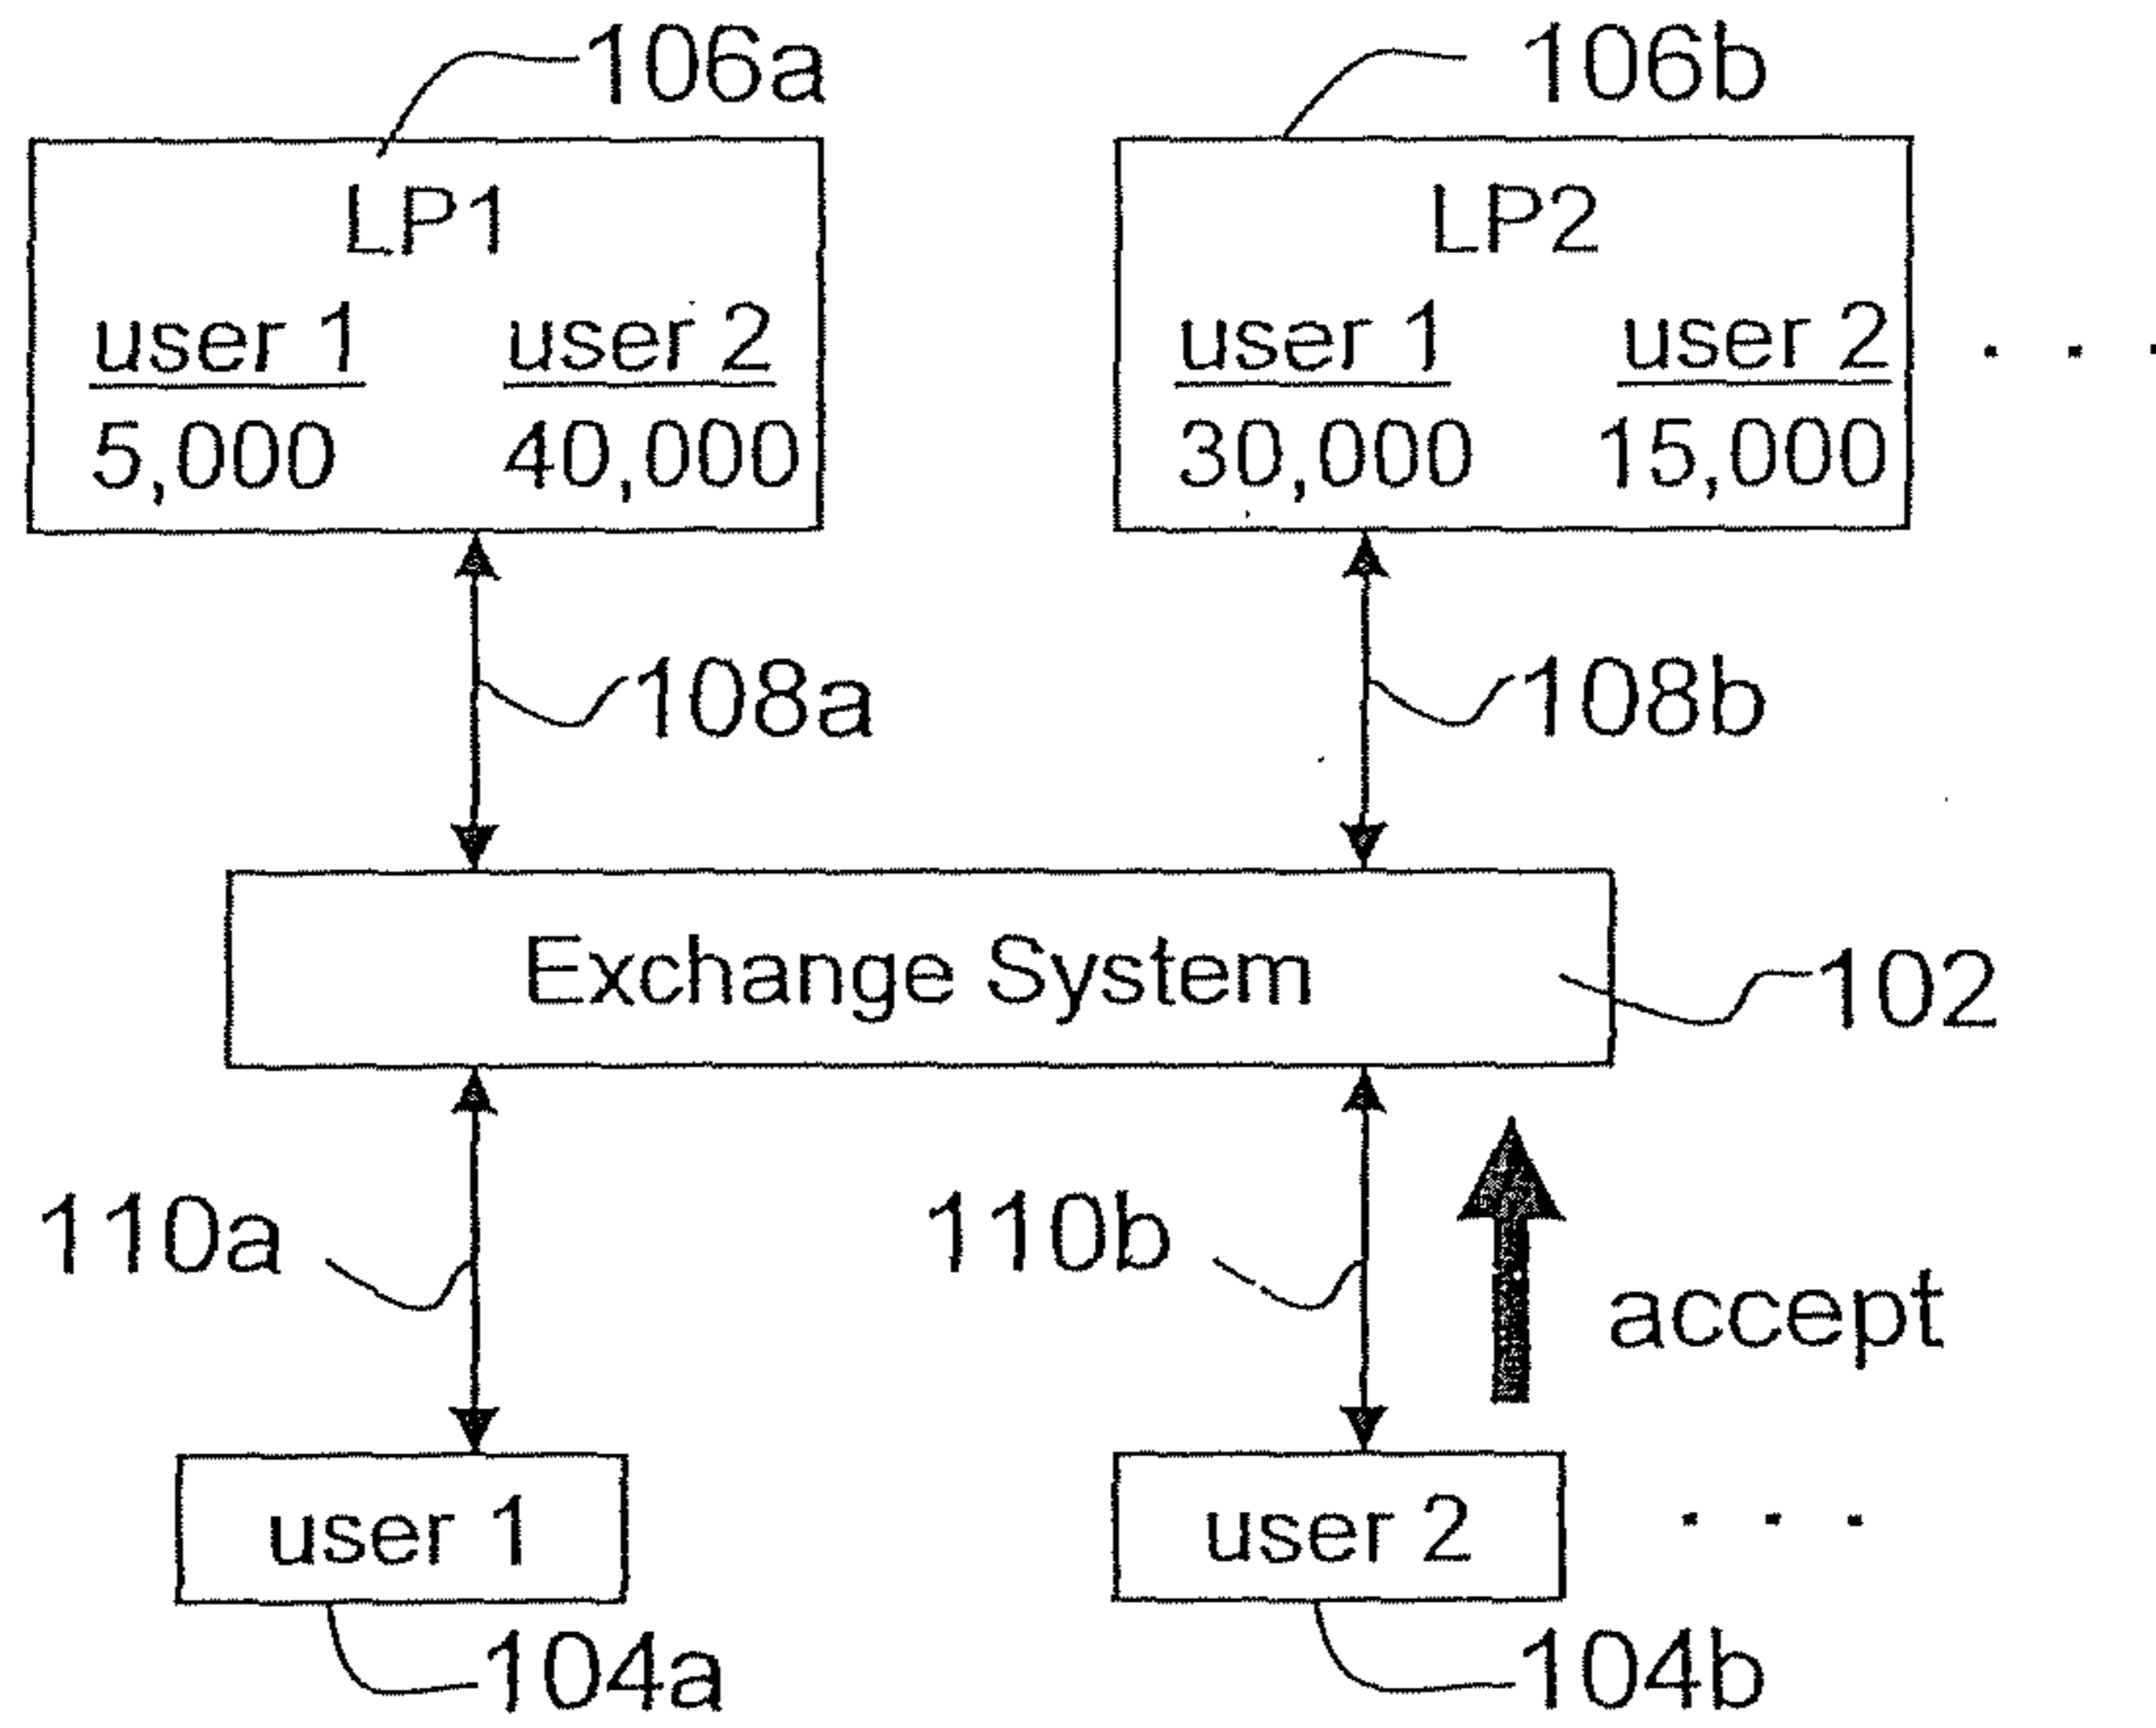 106a 106b
LP1 LP2
user 1 user 2 user 1 user 2 . . .
5,000 40,000 30,000 15,000
108a 108b
Exchange System 102
110a 110b
accept
user 1 user 2 . . .
104a 104b